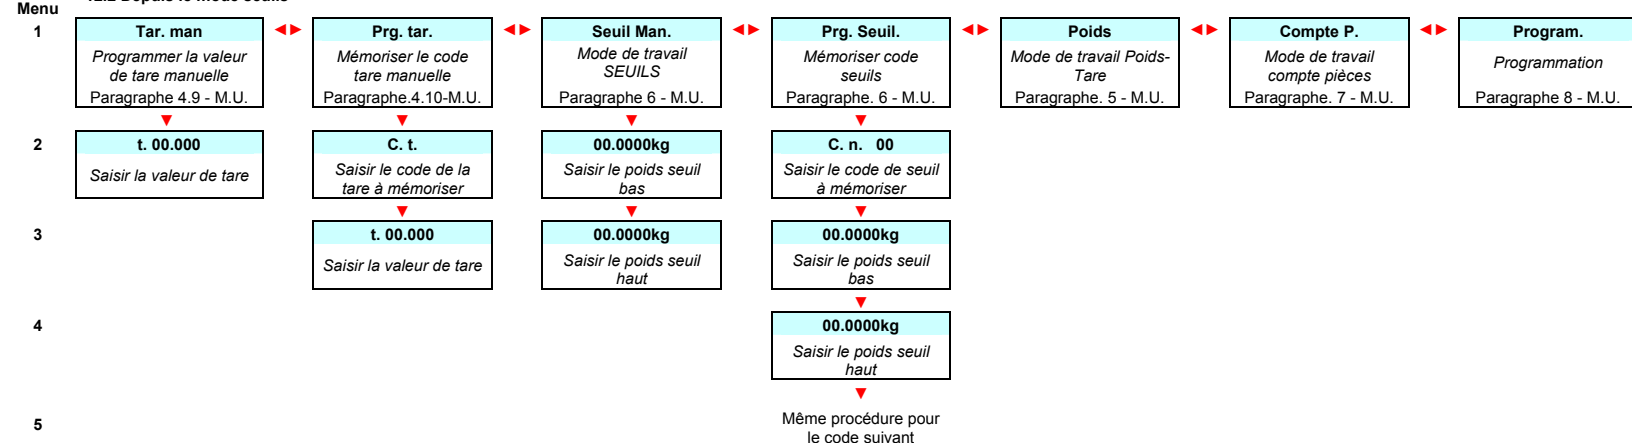 12.2 Depuis le mode seuils
Menu
1
Tar. man
Programmer la valeur
de tare manuelle
Paragraphe 4.9 - M.U.
Prg. tar.
Mémoriser le code
tare manuelle
Paragraphe.4.10-M.U.
Seuil Man.
Mode de travail
SEUILS
Paragraphe 6 - M.U.
Prg. Seuil.
Mémoriser code
seuils
Paragraphe. 6 - M.U.
Poids
Mode de travail Poids-
Tare
Paragraphe. 5 - M.U.
Compte P.
Mode de travail
compte pièces
Paragraphe. 7 - M.U.
Program.
Programmation
Paragraphe 8 - M.U.
2
t. 00.000
Saisir la valeur de tare
C. t.
Saisir le code de la
tare à mémoriser
00.0000kg
Saisir le poids seuil
bas
C. n. 00
Saisir le code de seuil
à mémoriser
3
t. 00.000
Saisir la valeur de tare
00.0000kg
Saisir le poids seuil
haut
00.0000kg
Saisir le poids seuil
bas
4
00.0000kg
Saisir le poids seuil
haut
5
Même procédure pour
le code suivant